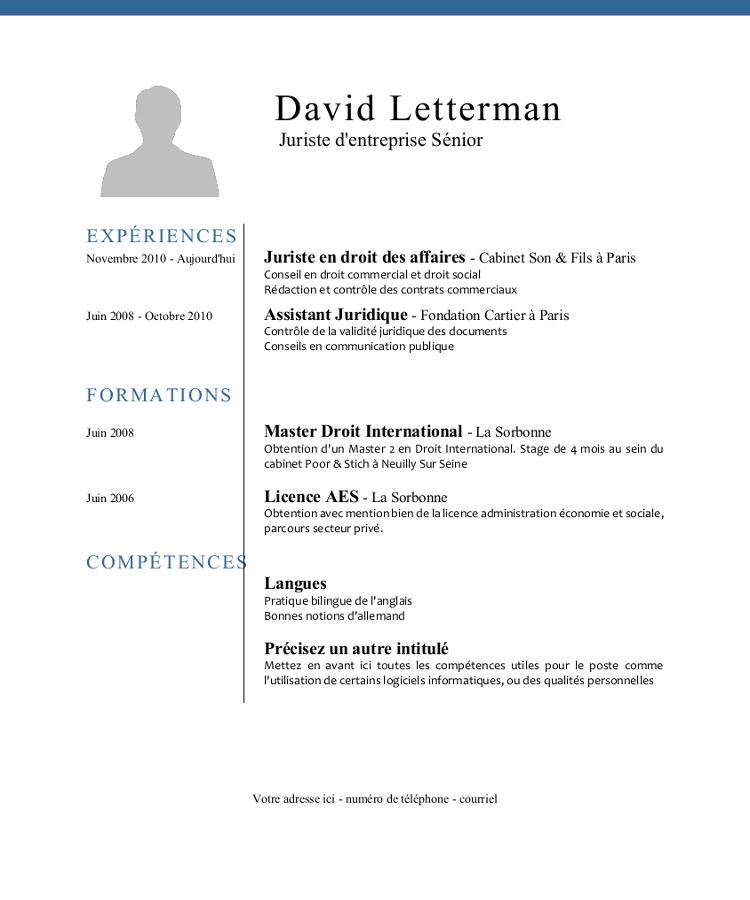 David Letterman
Juriste d'entreprise Sénior
EXPÉRIENCES
Novembre 2010 - Aujourd'hui
Juriste en droit des affaires - Cabinet Son & Fils à Paris
Conseil en droit commercial et droit social
Rédaction et contrôle des contrats commerciaux
Juin 2008 - Octobre 2010
Assistant Juridique - Fondation Cartier à Paris
Contrôle de la validité juridique des documents
Conseils en communication publique
FORMATIONS
Juin 2008
Master Droit International - La Sorbonne
Obtention d'un Master 2 en Droit International. Stage de 4 mois au sein du
cabinet Poor & Stich à Neuilly Sur Seine
Juin 2006
Licence AES - La Sorbonne
Obtention avec mention bien de la licence administration économie et sociale,
parcours secteur privé.
COMPÉTENCES
Langues
Pratique bilingue de l'anglais
Bonnes notions d'allemand
Précisez un autre intitulé
Mettez en avant ici toutes les compétences utiles pour le poste comme
l'utilisation de certains logiciels informatiques, ou des qualités personnelles
Votre adresse ici - numéro de téléphone - courriel